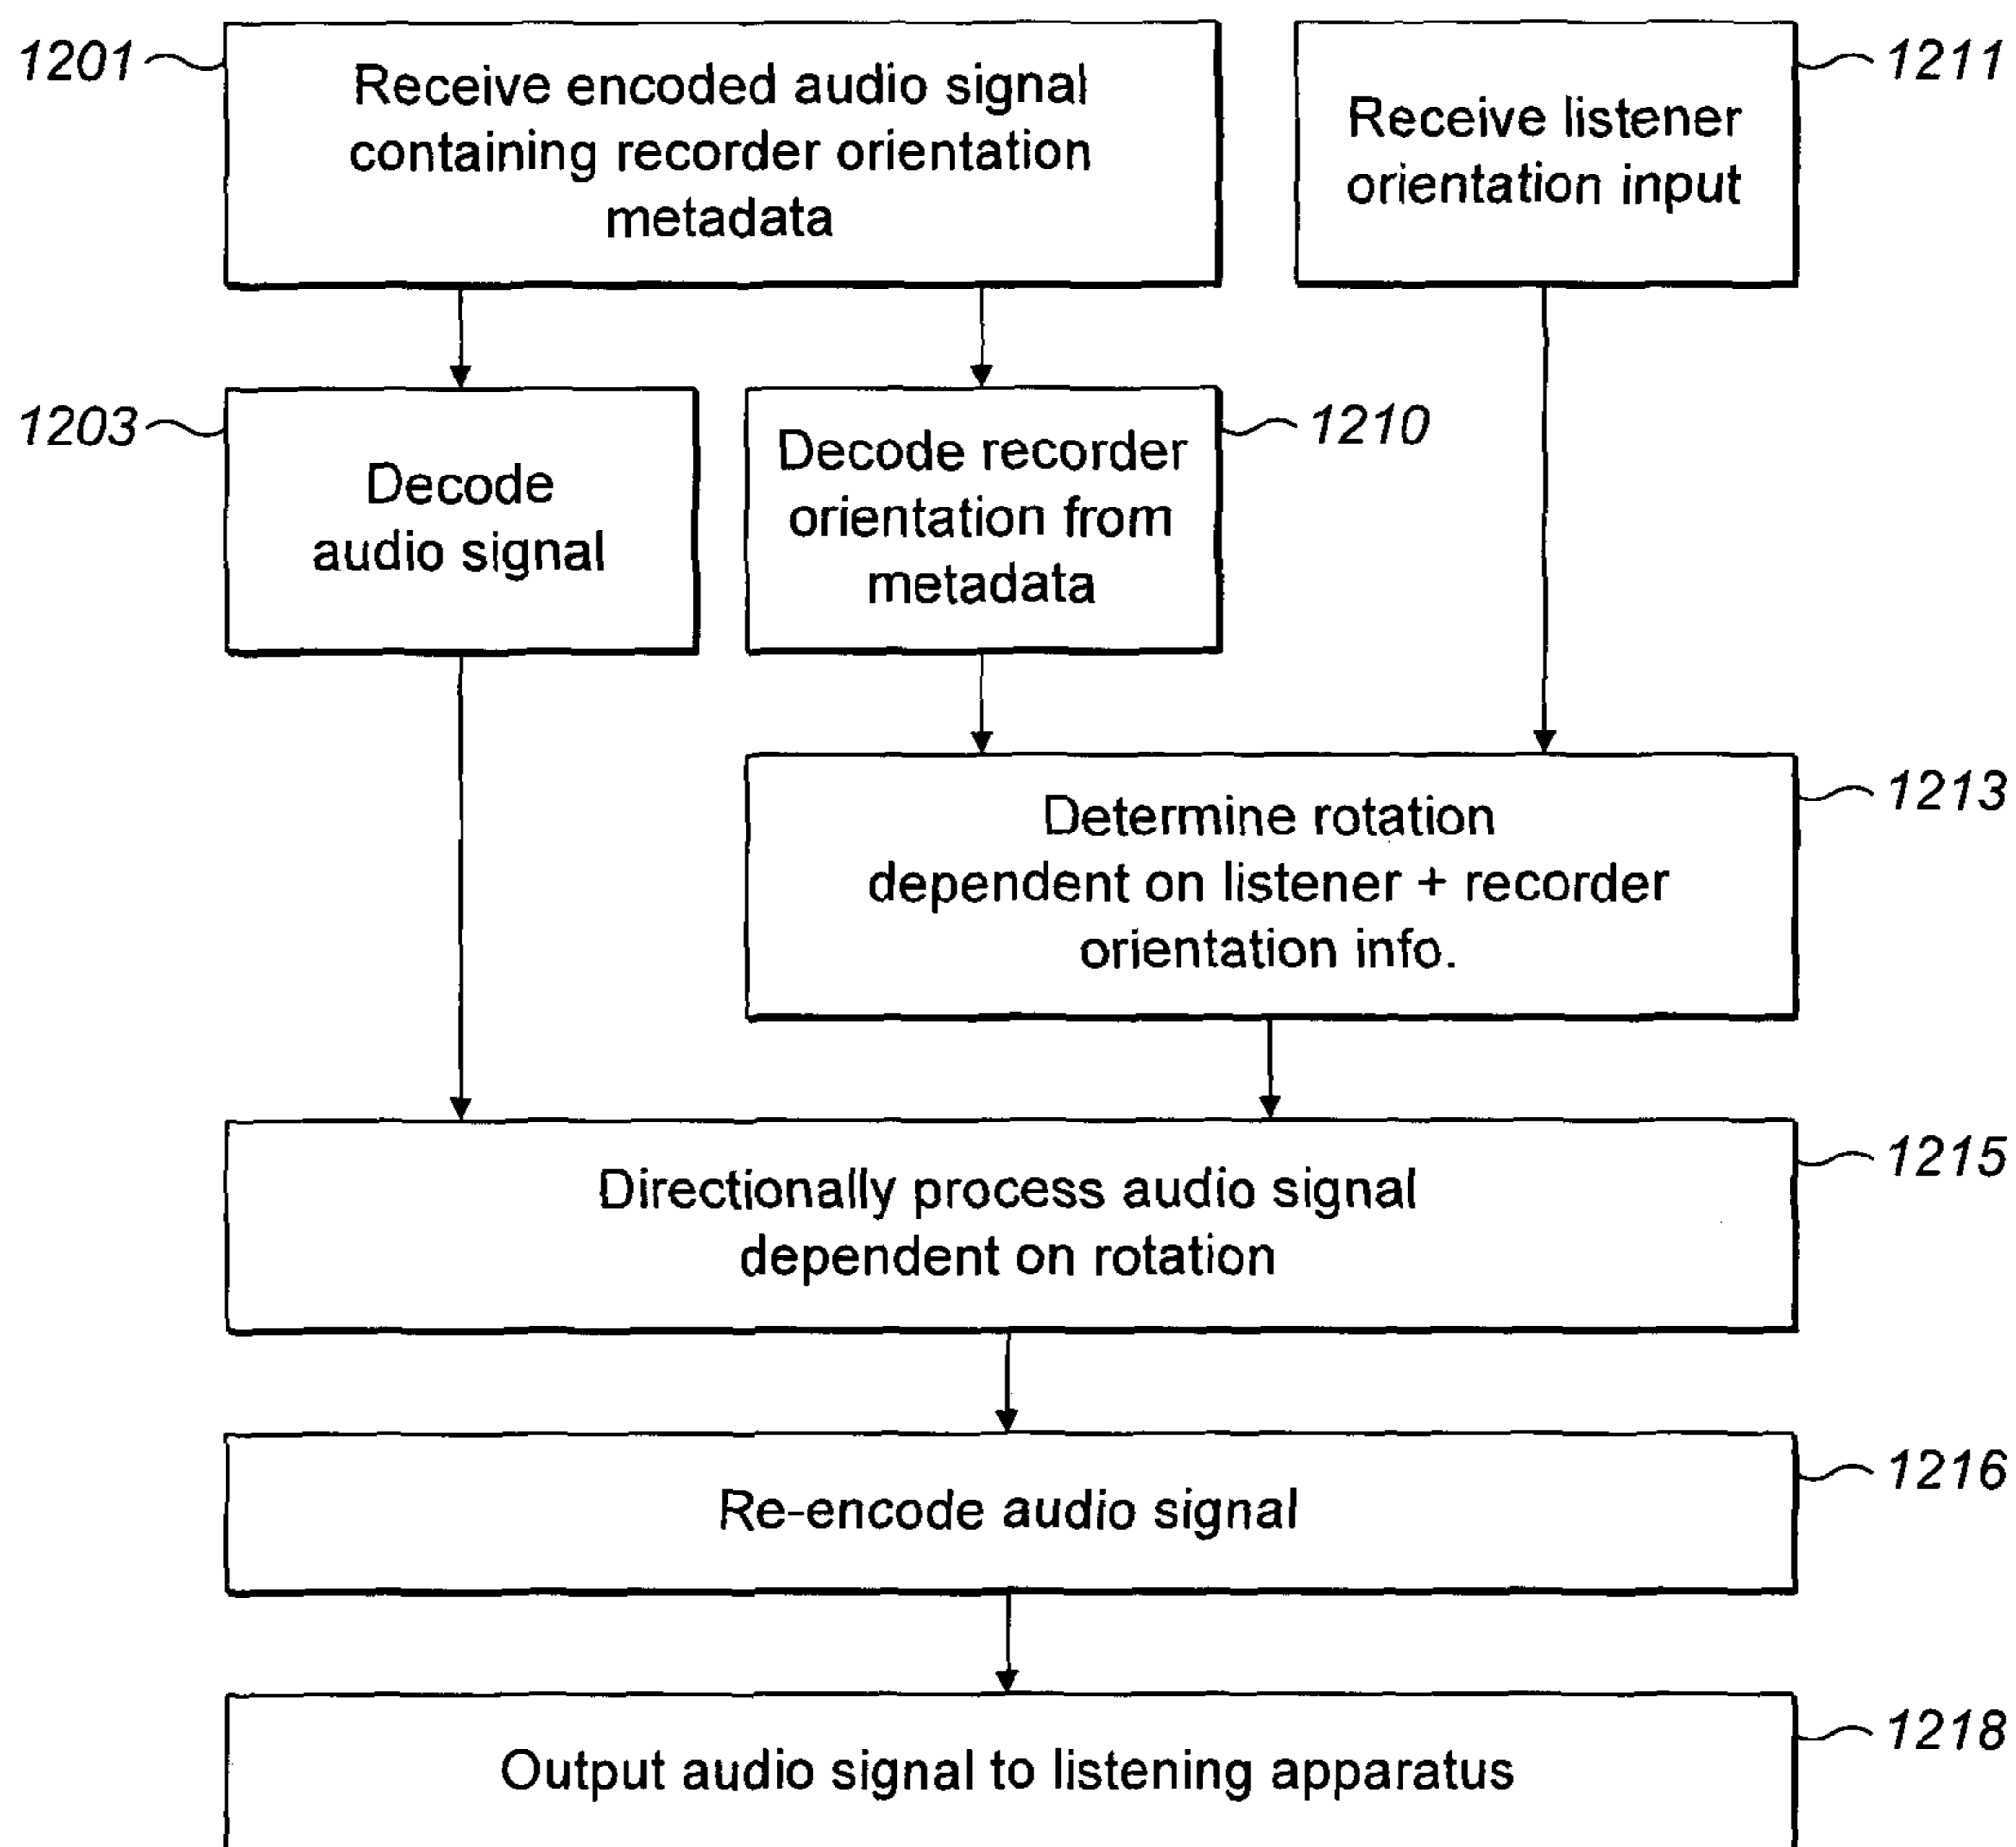 1201
Receive encoded audio signal
containing recorder orientation
metadata
Receive listener
orientation input
1211
1203
Decode
audio signal
Decode recorder
orientation from
metadata
1210
Determine rotation
dependent on listener + recorder
orientation info.
1213
Directionally process audio signal
dependent on rotation
1215
Re-encode audio signal
1216
Output audio signal to listening apparatus
1218